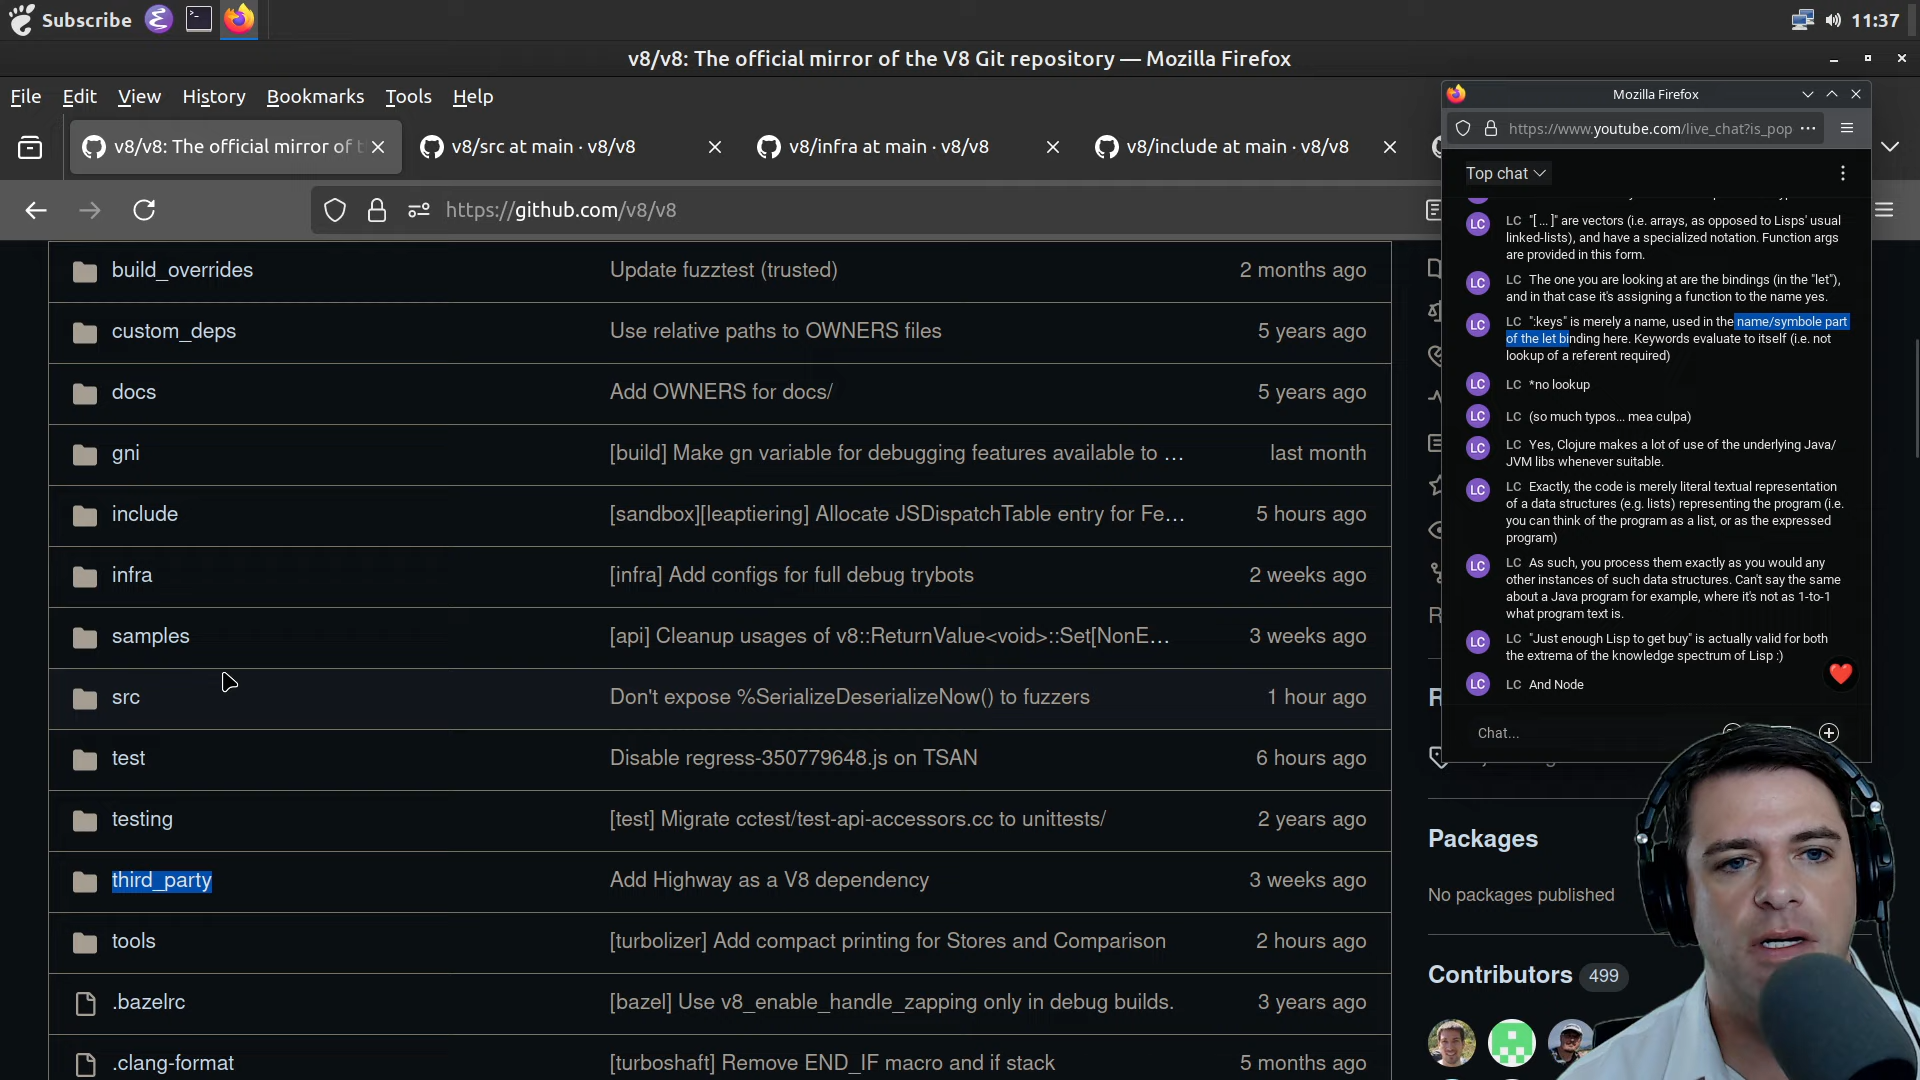 Subscribe
11:37
v8/v8: The official mirror of the V8 Git repository — Mozilla Firefox
File Edit View History Bookmarks Tools Help
v8/v8: The official mirror of t
v8/src at main · v8/v8
v8/infra at main · v8/v8
v8/include at main · v8/v8
https://github.com/v8/v8
build_overrides Update fuzztest (trusted) 2 months ago
custom_deps Use relative paths to OWNERS files 5 years ago
docs Add OWNERS for docs/ 5 years ago
gni [build] Make gn variable for debugging features available to … last month
include [sandbox][leaptiering] Allocate JSDispatchTable entry for Fe… 5 hours ago
infra [infra] Add configs for full debug trybots 2 weeks ago
samples [api] Cleanup usages of v8::ReturnValue<void>::Set[NonE… 3 weeks ago
src Don't expose %SerializeDeserializeNow() to fuzzers 1 hour ago
test Disable regress-350779648.js on TSAN 6 hours ago
testing [test] Migrate cctest/test-api-accessors.cc to unittests/ 2 years ago
third_party Add Highway as a V8 dependency 3 weeks ago
tools [turbolizer] Add compact printing for Stores and Comparison 2 hours ago
.bazelrc [bazel] Use v8_enable_handle_zapping only in debug builds. 3 years ago
.clang-format [turboshaft] Remove END_IF macro and if stack 5 months ago
Mozilla Firefox
https://www.youtube.com/live_chat?is_pop
Top chat
LC LC "[ ... ]" are vectors (i.e. arrays, as opposed to Lisps' usual
linked-lists), and have a specialized notation. Function args
are provided in this form.
LC LC The one you are looking at are the bindings (in the "let"),
and in that case it's assigning a function to the name yes.
LC LC ":keys" is merely a name, used in the name/symbole part
of the let binding here. Keywords evaluate to itself (i.e. not
lookup of a referent required)
LC LC *no lookup
LC LC (so much typos... mea culpa)
LC LC Yes, Clojure makes a lot of use of the underlying Java/
JVM libs whenever suitable.
LC LC Exactly, the code is merely literal textual representation
of a data structures (e.g. lists) representing the program (i.e.
you can think of the program as a list, or as the expressed
program)
LC LC As such, you process them exactly as you would any
other instances of such data structures. Can't say the same
about a Java program for example, where it's not as 1-to-1
what program text is.
LC LC "Just enough Lisp to get buy" is actually valid for both
the extrema of the knowledge spectrum of Lisp :)
LC LC And Node
Chat...
R
R
Packages
No packages published
Contributors 499